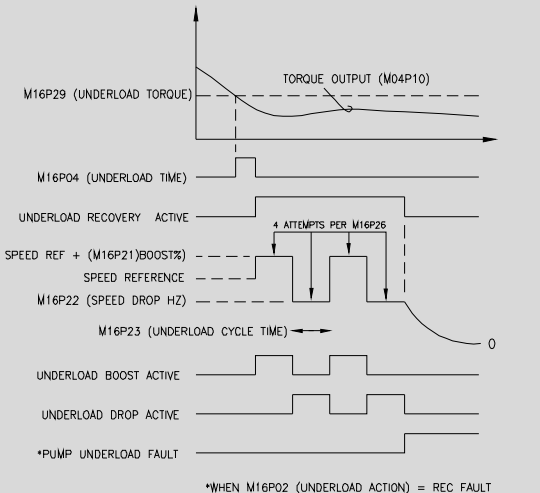 TORQUE OUTPUT (M04P10)
M16P29 (UNDERLOAD TORQUE)
M16P04 (UNDERLOAD TIME)
UNDERLOAD RECOVERY ACTIVE
4 ATTEMPTS PER M16P26
SPEED REF + (M16P21)BOOST%)
SPEED REFERENCE
M16P22 (SPEED DROP HZ)
M16P23 (UNDERLOAD CYCLE TIME)
0
UNDERLOAD BOOST ACTIVE
UNDERLOAD DROP ACTIVE
*PUMP UNDERLOAD FAULT
*WHEN M16P02 (UNDERLOAD ACTION) = REC FAULT